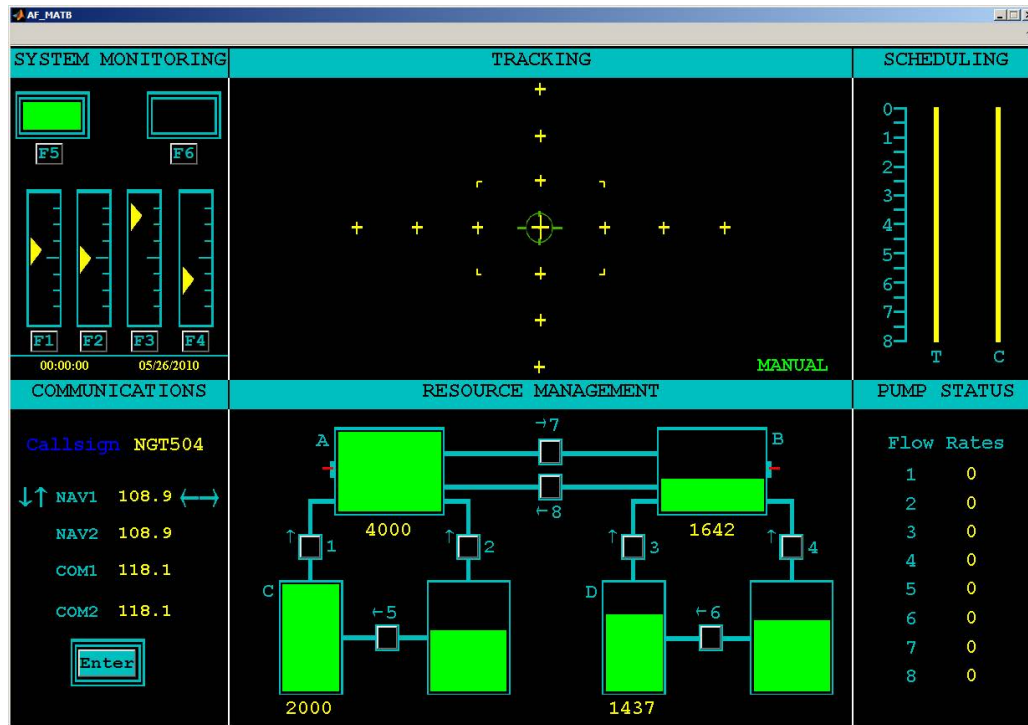 AF_MATB
SYSTEM MONITORING
F5 F6
F1 F2 F3 F4
00:00:00 05/26/2010
TRACKING
MANUAL
SCHEDULING
0
1
2
3
4
5
6
7
8
T C
COMMUNICATIONS
Callsign NGT504
↓↑ NAV1 108.9 ←→
NAV2 108.9
COM1 118.1
COM2 118.1
Enter
RESOURCE MANAGEMENT
→7
A B
←8
4000 1642
↑ 1 ↑ 2 ↑ 3 ↑ 4
C D
←5 ←6
2000 1437
PUMP STATUS
Flow Rates
1 0
2 0
3 0
4 0
5 0
6 0
7 0
8 0